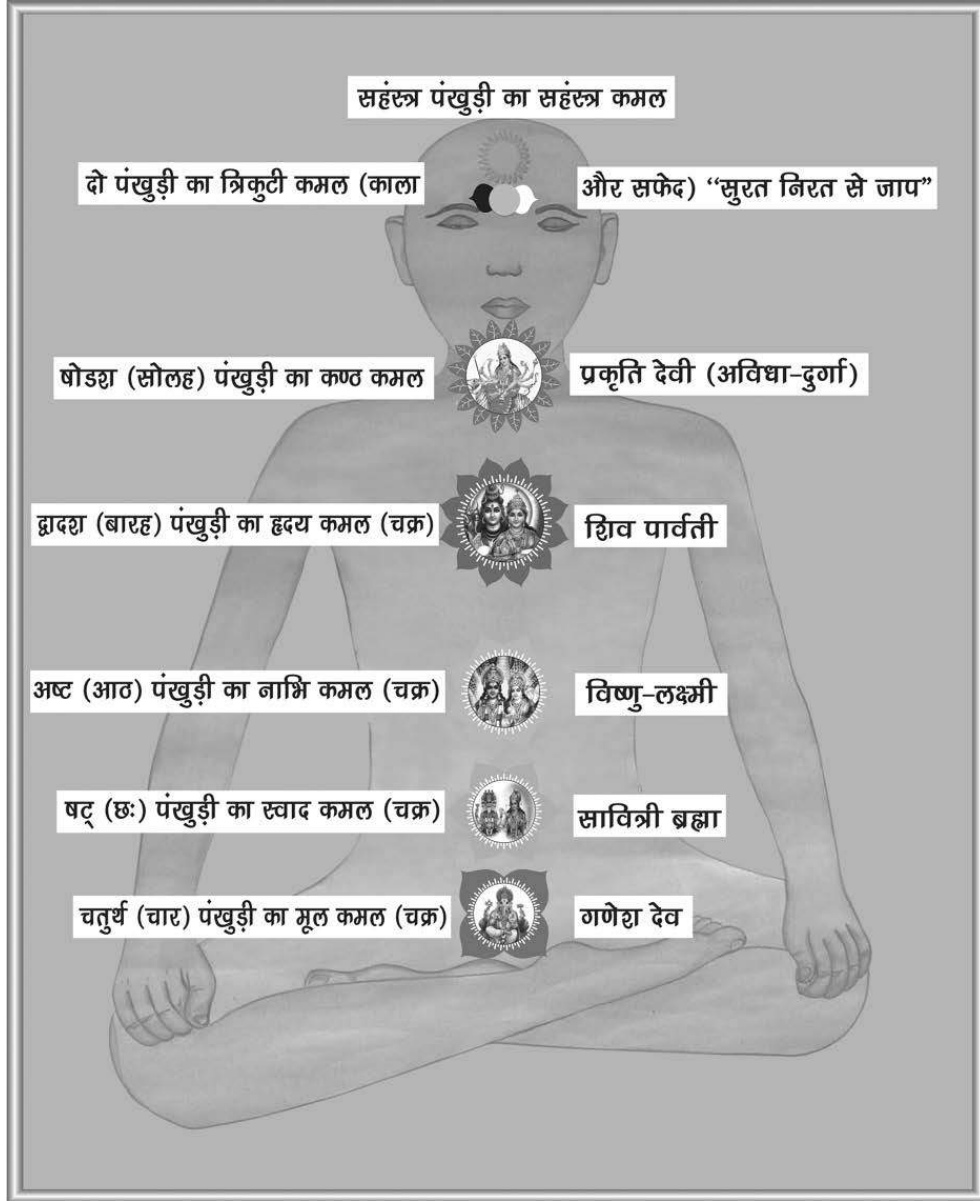 सहंस्त्र पंखुड़ी का सहंस्त्र कमल
दो पंखुड़ी का त्रिकुटी कमल (काला
और सफेद) “सुरत निरत से जाप”
षोडश (सोलह) पंखुड़ी का कण्ठ कमल
प्रकृति देवी (अविधा-दुर्गा)
द्वादश (बारह) पंखुड़ी का हृदय कमल (चक्र)
शिव पार्वती
अष्ट (आठ) पंखुड़ी का नाभि कमल (चक्र)
विष्णु-लक्ष्मी
षट् (छः) पंखुड़ी का स्वाद कमल (चक्र)
सावित्री ब्रह्मा
चतुर्थ (चार) पंखुड़ी का मूल कमल (चक्र)
गणेश देव